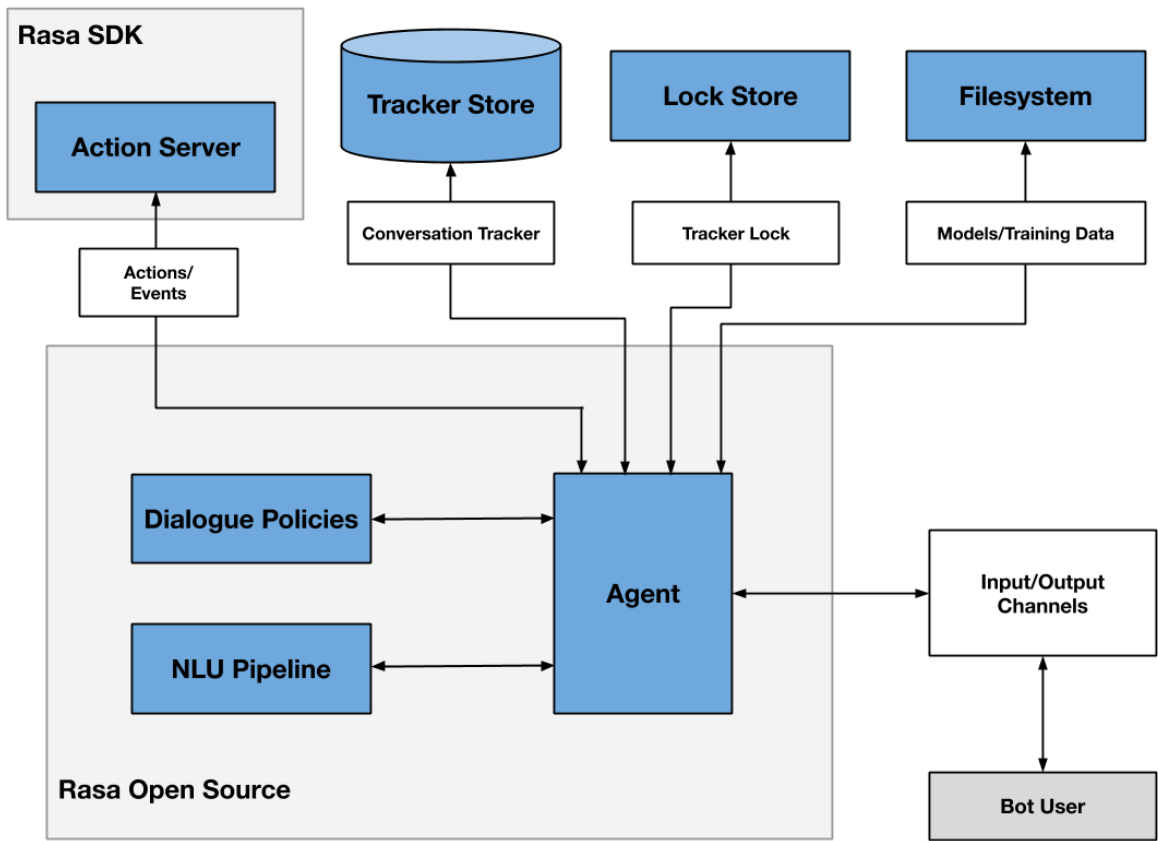 Rasa SDK
Action Server
Tracker Store
Lock Store
Filesystem
Actions/
Events
Conversation Tracker
Tracker Lock
Models/Training Data
Dialogue Policies
NLU Pipeline
Agent
Rasa Open Source
Input/Output
Channels
Bot User